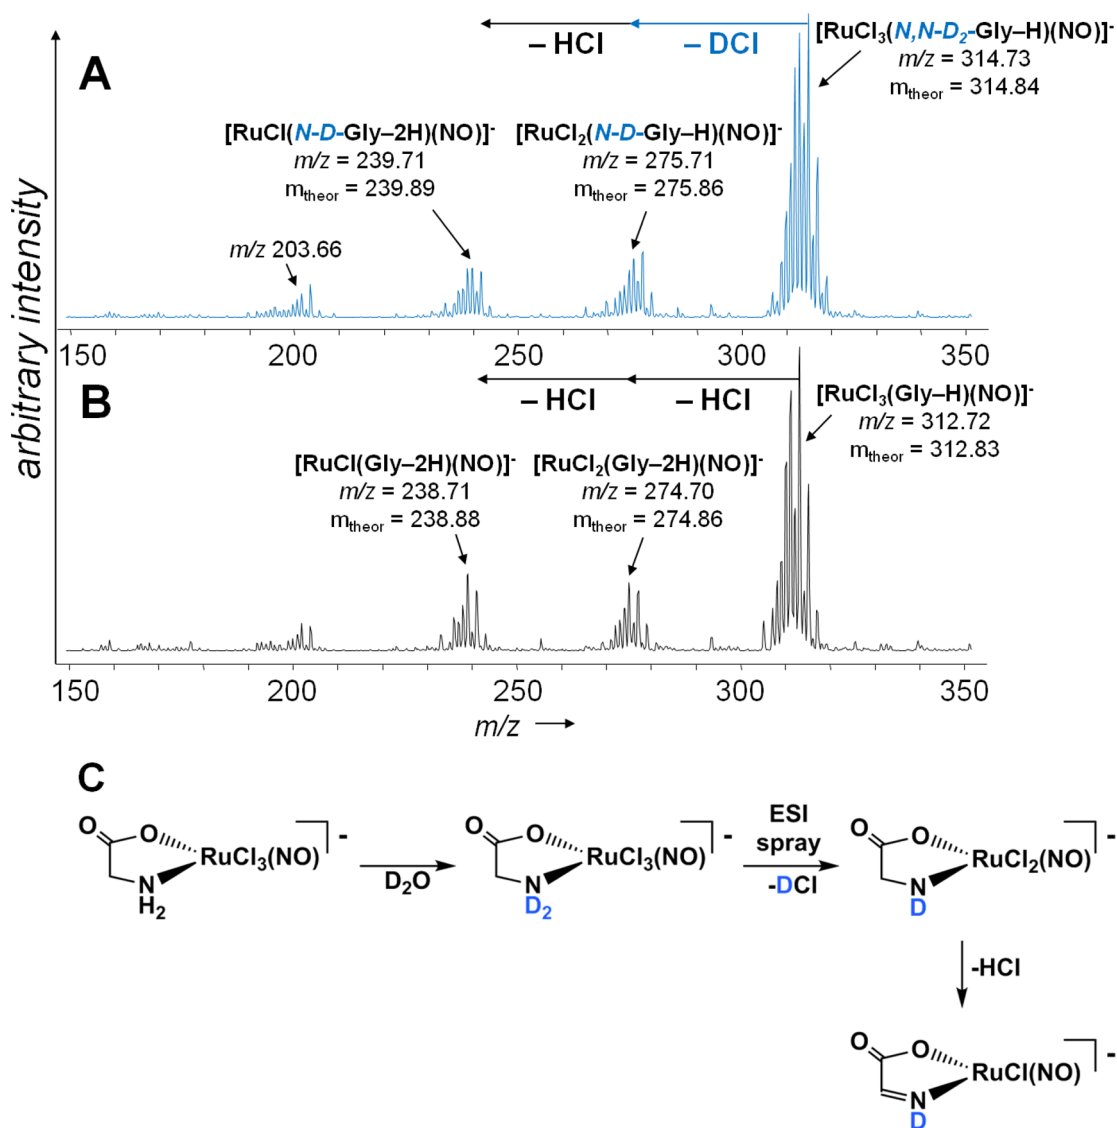 A
– HCl
– DCl
[RuCl3(N,N-D2-Gly–H)(NO)]-
m/z = 314.73
mtheor = 314.84
[RuCl(N-D-Gly–2H)(NO)]-
m/z = 239.71
mtheor = 239.89
[RuCl2(N-D-Gly–H)(NO)]-
m/z = 275.71
mtheor = 275.86
m/z 203.66
arbitrary intensity
150 200 250 300 350
B
– HCl
– HCl
[RuCl3(Gly–H)(NO)]-
m/z = 312.72
mtheor = 312.83
[RuCl(Gly–2H)(NO)]-
m/z = 238.71
mtheor = 238.88
[RuCl2(Gly–2H)(NO)]-
m/z = 274.70
mtheor = 274.86
150 200 250 300 350
m/z
C
O
O
RuCl3(NO)
-
N
H2
D2O
O
O
RuCl3(NO)
-
N
D2
ESI
spray
-DCl
O
O
RuCl2(NO)
-
N
D
-HCl
O
O
RuCl(NO)
-
N
D